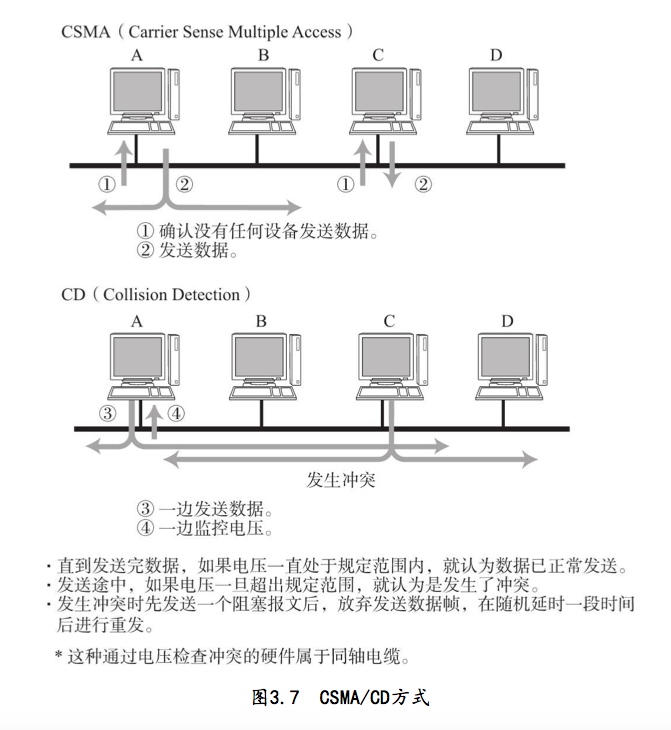 CSMA（Carrier Sense Multiple Access）
A B C D
① ② ① ②
① 确认没有任何设备发送数据。
② 发送数据。
CD（Collision Detection）
A B C D
③ ④
发生冲突
③ 一边发送数据。
④ 一边监控电压。
・直到发送完数据，如果电压一直处于规定范围内，就认为数据已正常发送。
・发送途中，如果电压一旦超出规定范围，就认为是发生了冲突。
・发生冲突时先发送一个阻塞报文后，放弃发送数据帧，在随机延时一段时间
后进行重发。
* 这种通过电压检查冲突的硬件属于同轴电缆。
图3.7 CSMA/CD方式